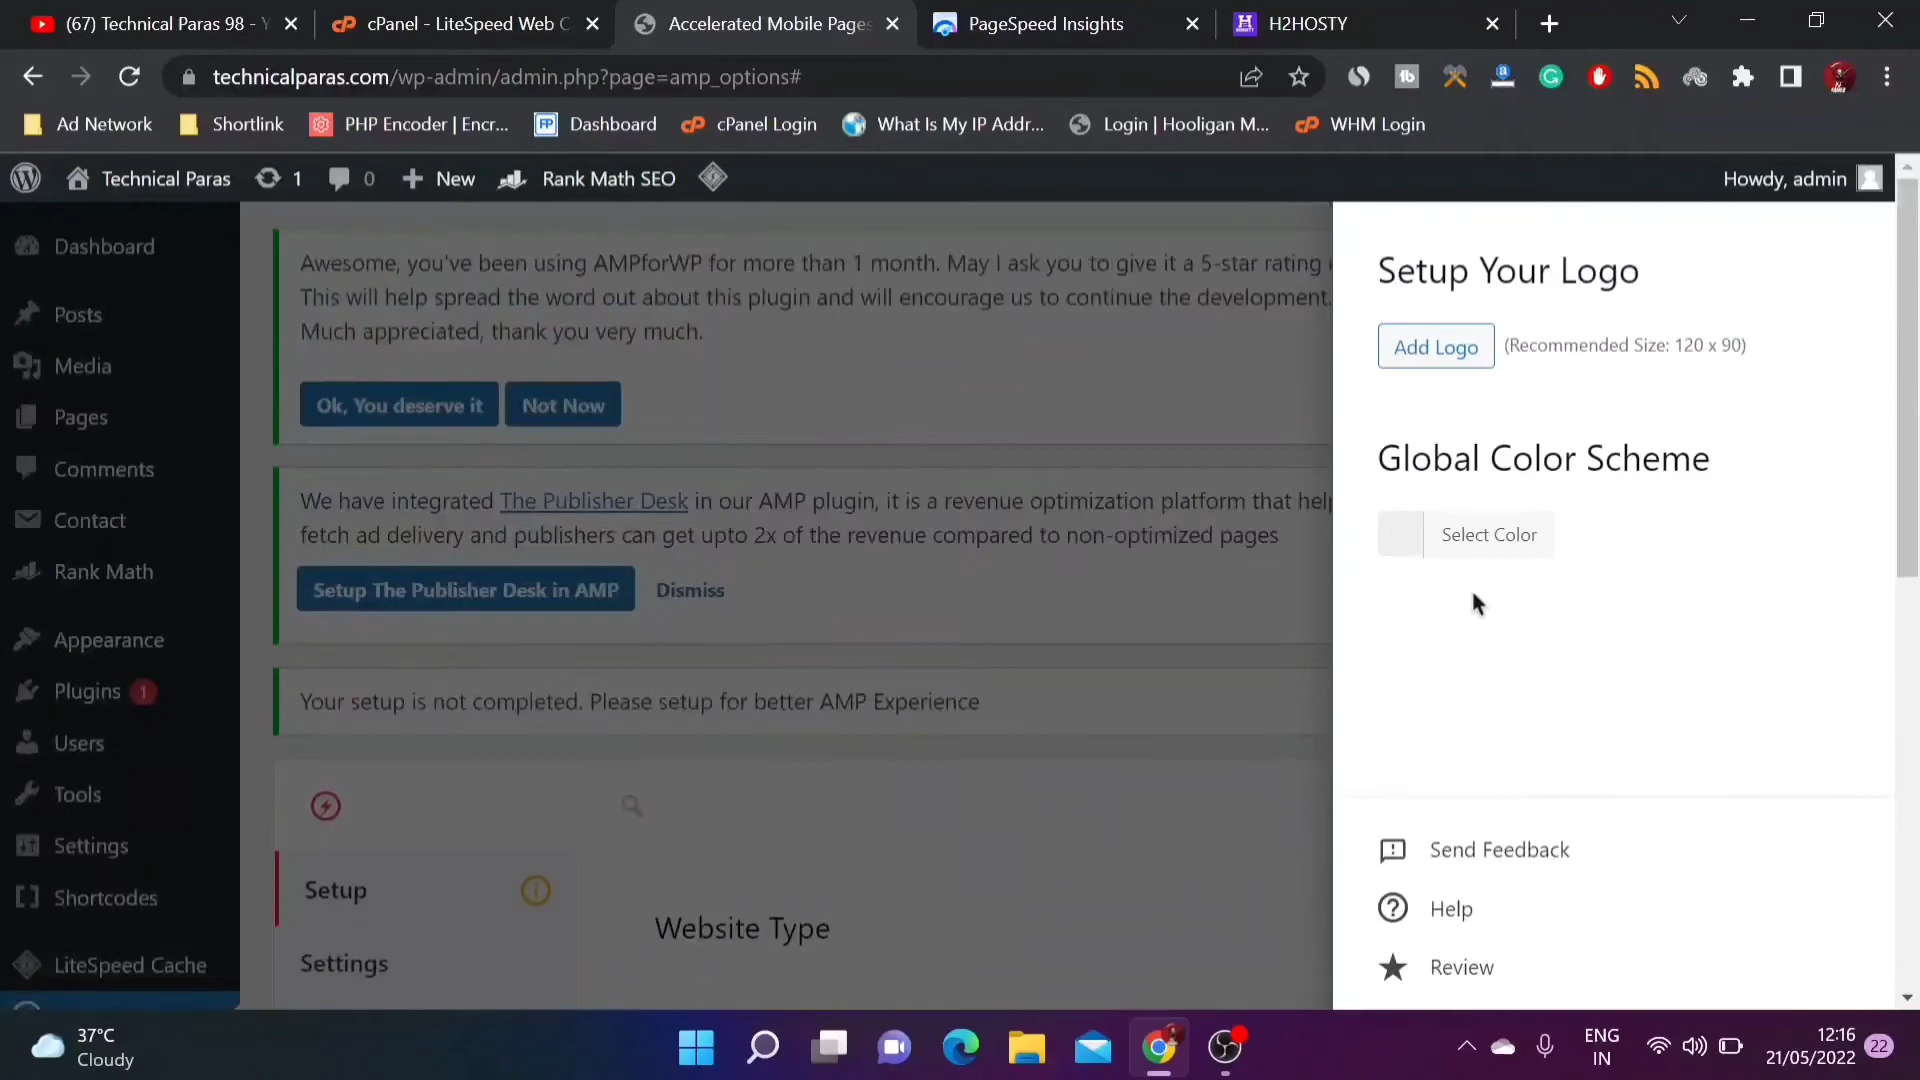 (67) Technical Paras 98 - Y
cPanel - LiteSpeed Web C
Accelerated Mobile Pages
PageSpeed Insights
H2HOSTY
technicalparas.com/wp-admin/admin.php?page=amp_options#
Ad Network
Shortlink
PHP Encoder | Encr...
Dashboard
cPanel Login
What Is My IP Addr...
Login | Hooligan M...
WHM Login
Technical Paras
1
0
New
Rank Math SEO
Howdy, admin
Dashboard
Posts
Media
Pages
Comments
Contact
Rank Math
Appearance
Plugins 1
Users
Tools
Settings
Shortcodes
LiteSpeed Cache
Awesome, you've been using AMPforWP for more than 1 month. May I ask you to give it a 5-star rating
This will help spread the word out about this plugin and will encourage us to continue the development.
Much appreciated, thank you very much.
Ok, You deserve it
Not Now
We have integrated The Publisher Desk in our AMP plugin, it is a revenue optimization platform that help
fetch ad delivery and publishers can get upto 2x of the revenue compared to non-optimized pages
Setup The Publisher Desk in AMP
Dismiss
Your setup is not completed. Please setup for better AMP Experience
Setup
Settings
Website Type
Setup Your Logo
Add Logo (Recommended Size: 120 x 90)
Global Color Scheme
Select Color
Send Feedback
Help
Review
37°C
Cloudy
ENG
IN
12:16
21/05/2022
22